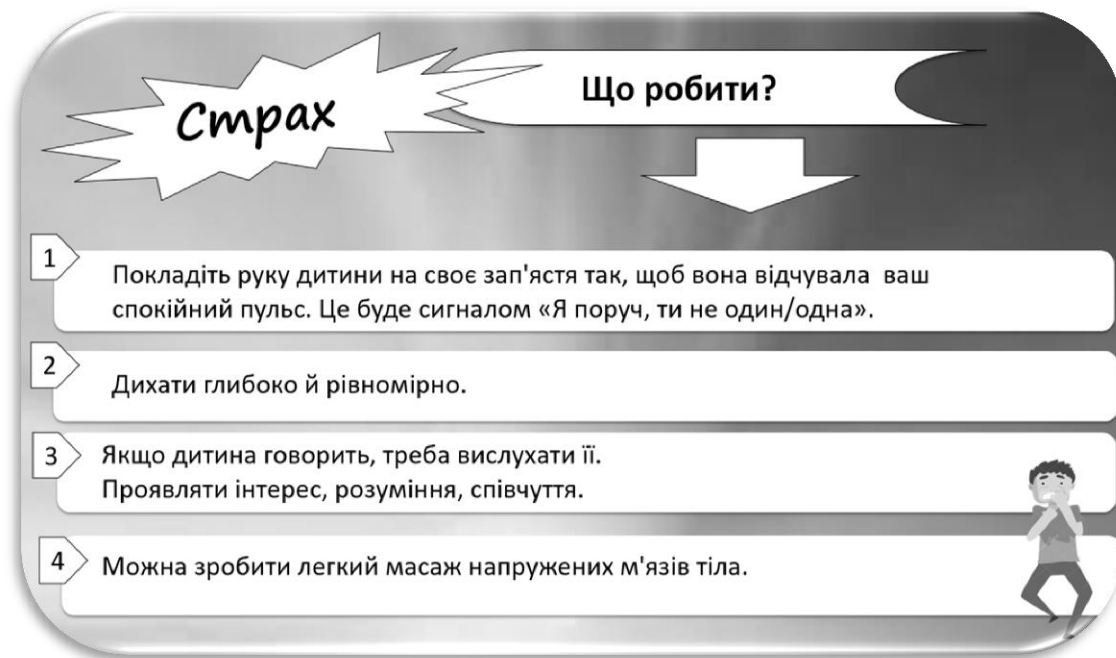 Страх
Що робити?
1
Покладіть руку дитини на своє зап'ястя так, щоб вона відчувала ваш
спокійний пульс. Це буде сигналом «Я поруч, ти не один/одна».
2
Дихати глибоко й рівномірно.
3
Якщо дитина говорить, треба вислухати її.
Проявляти інтерес, розуміння, співчуття.
4
Можна зробити легкий масаж напружених м'язів тіла.